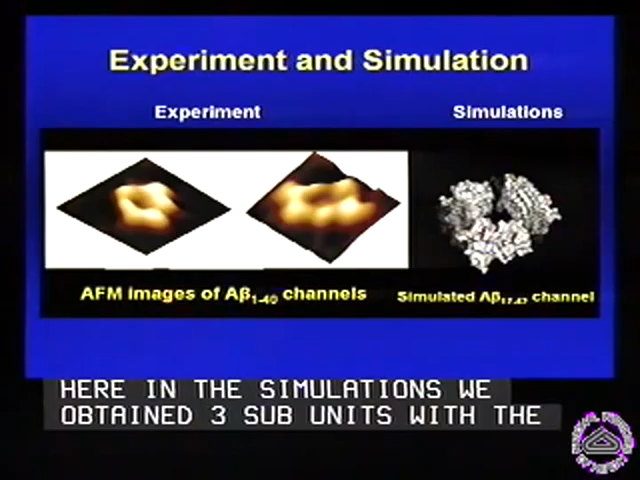 Experiment and Simulation
Experiment
Simulations
AFM images of Aβ1-40 channels
Simulated Aβ17-42 channel
HERE IN THE SIMULATIONS WE
OBTAINED 3 SUB UNITS WITH THE